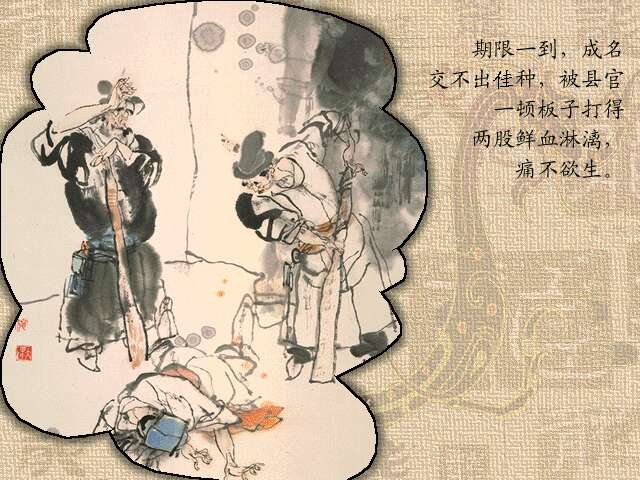 期限一到，成名
交不出佳种，被县官
一顿板子打得
两股鲜血淋漓，
痛不欲生。